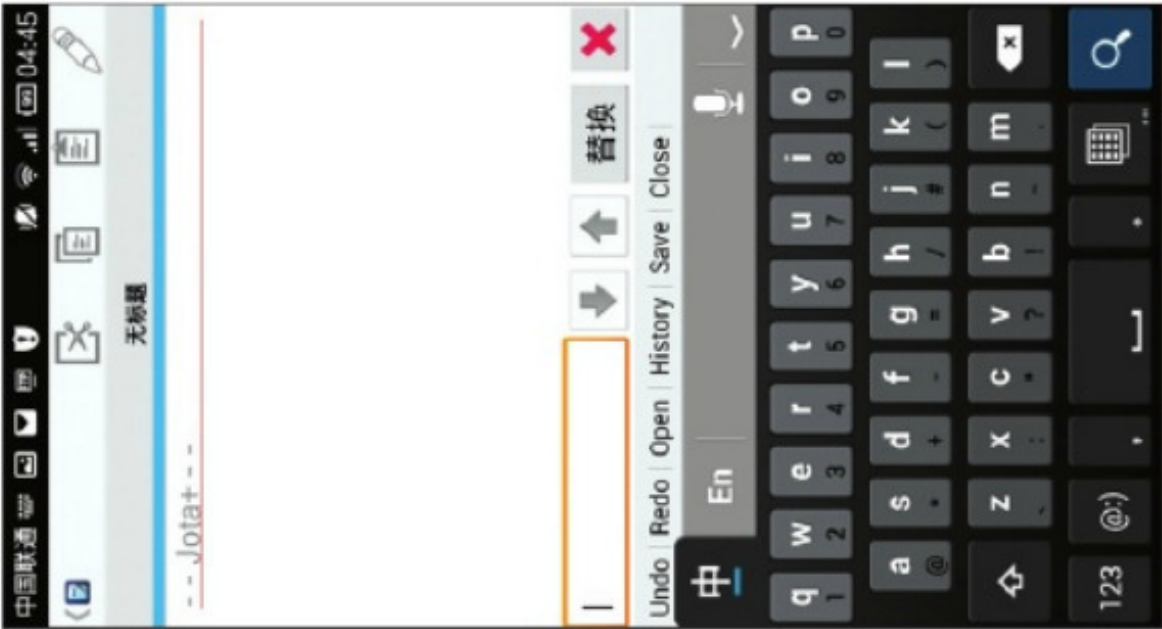 中国联通 04:45
无标题
- - Jota+ - -
替换
Undo Redo Open History Save Close
中 En
q w e r t y u i o p
1 2 3 4 5 6 7 8 9 0
a s d f g h j k l
z x c v b n m
123 @:) , 。